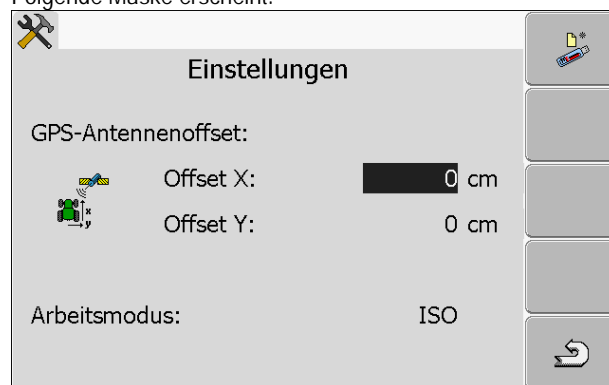 Folgende Maske erscheint:
Einstellungen
GPS-Antennenoffset:
Offset X: 0 cm
Offset Y: 0 cm
x
y
Arbeitsmodus: ISO